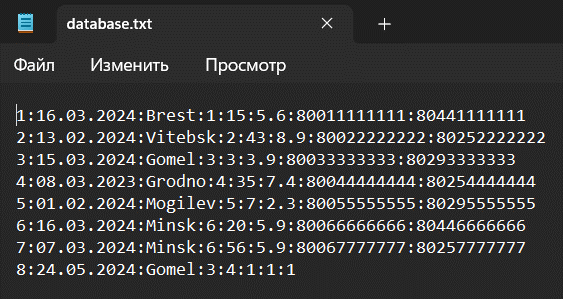 database.txt
Файл Изменить Просмотр
1:16.03.2024:Brest:1:15:5.6:80011111111:80441111111
2:13.02.2024:Vitebsk:2:43:8.9:80022222222:80252222222
3:15.03.2024:Gomel:3:3:3.9:80033333333:80293333333
4:08.03.2023:Grodno:4:35:7.4:80044444444:80254444444
5:01.02.2024:Mogilev:5:7:2.3:80055555555:80295555555
6:16.03.2024:Minsk:6:20:5.9:80066666666:80446666666
7:07.03.2024:Minsk:6:56:5.9:80067777777:80257777777
8:24.05.2024:Gomel:3:4:1:1:1